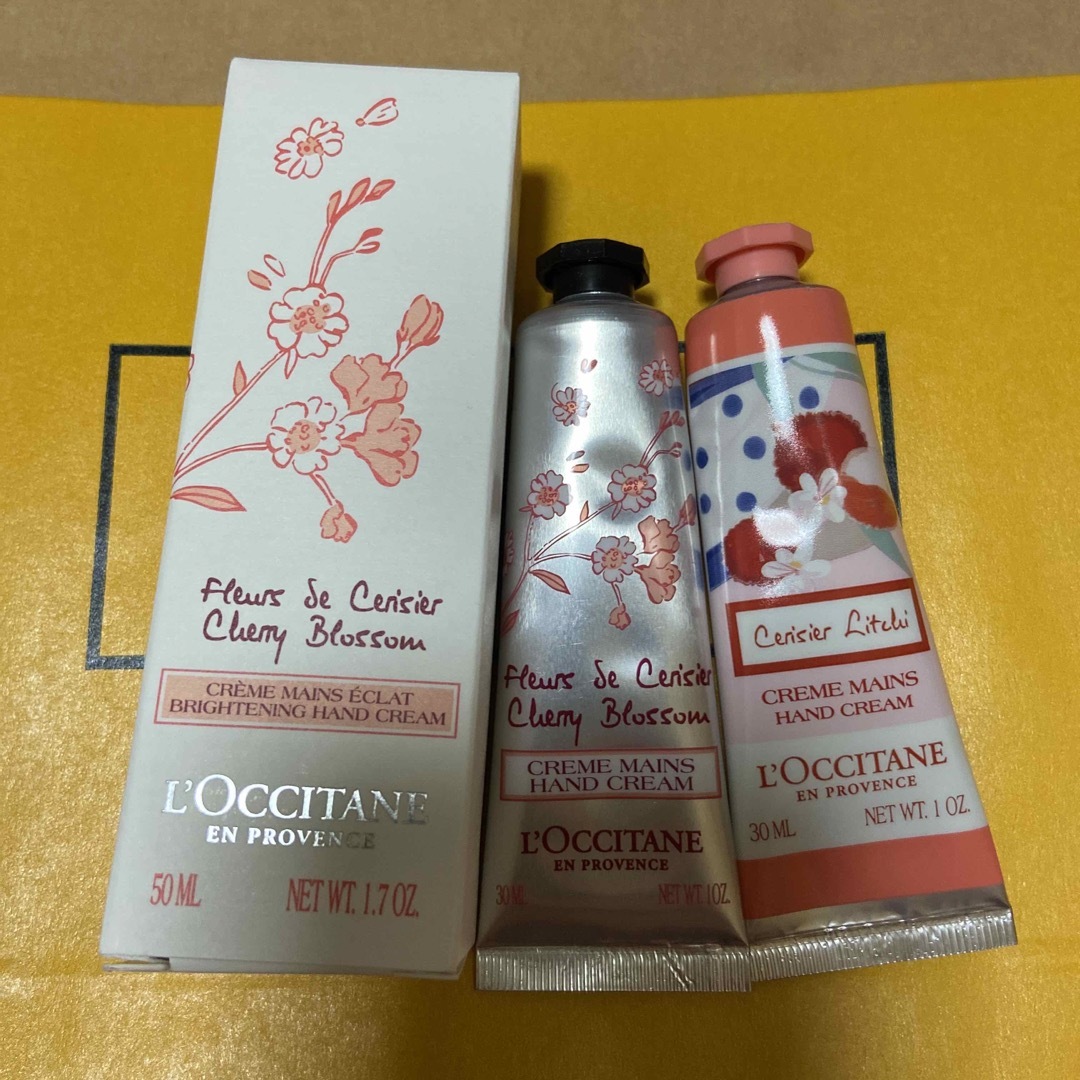 Fleurs de Cerisier
Cherry Blossom
CRÈME MAINS ÉCLAT
BRIGHTENING HAND CREAM
L'OCCITANE
EN PROVENCE
50 ML
NET WT. 1.7 OZ.
Fleurs de Cerisier
Cherry Blossom
CREME MAINS
HAND CREAM
L'OCCITANE
EN PROVENCE
30 ML
NET WT. 1 OZ.
Cerisier Litchi
CREME MAINS
HAND CREAM
L'OCCITANE
EN PROVENCE
30 ML
NET WT. 1 OZ.